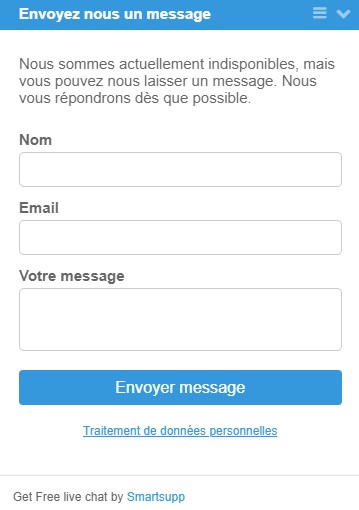 Envoyez nous un message
Nous sommes actuellement indisponibles, mais
vous pouvez nous laisser un message. Nous
vous répondrons dès que possible.
Nom
Email
Votre message
Envoyer message
Traitement de données personnelles
Get Free live chat by Smartsupp